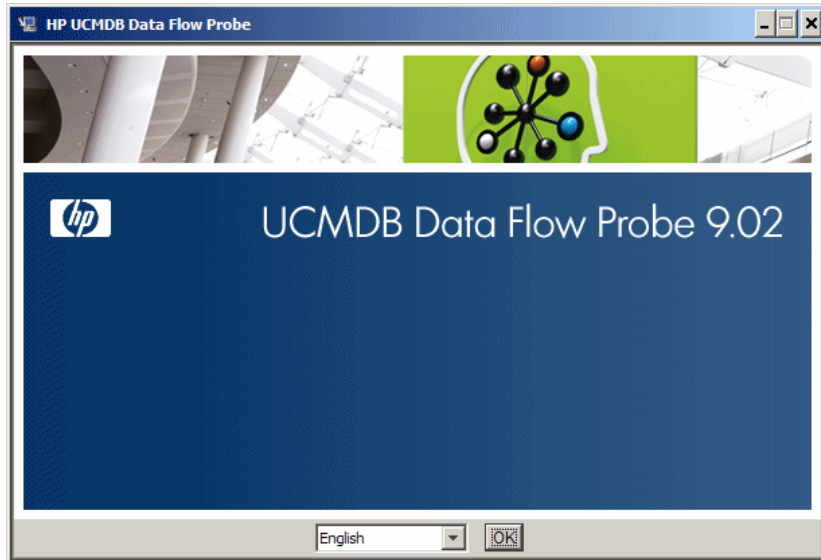 HP UCMDB Data Flow Probe
hp
UCMDB Data Flow Probe 9.02
English
OK